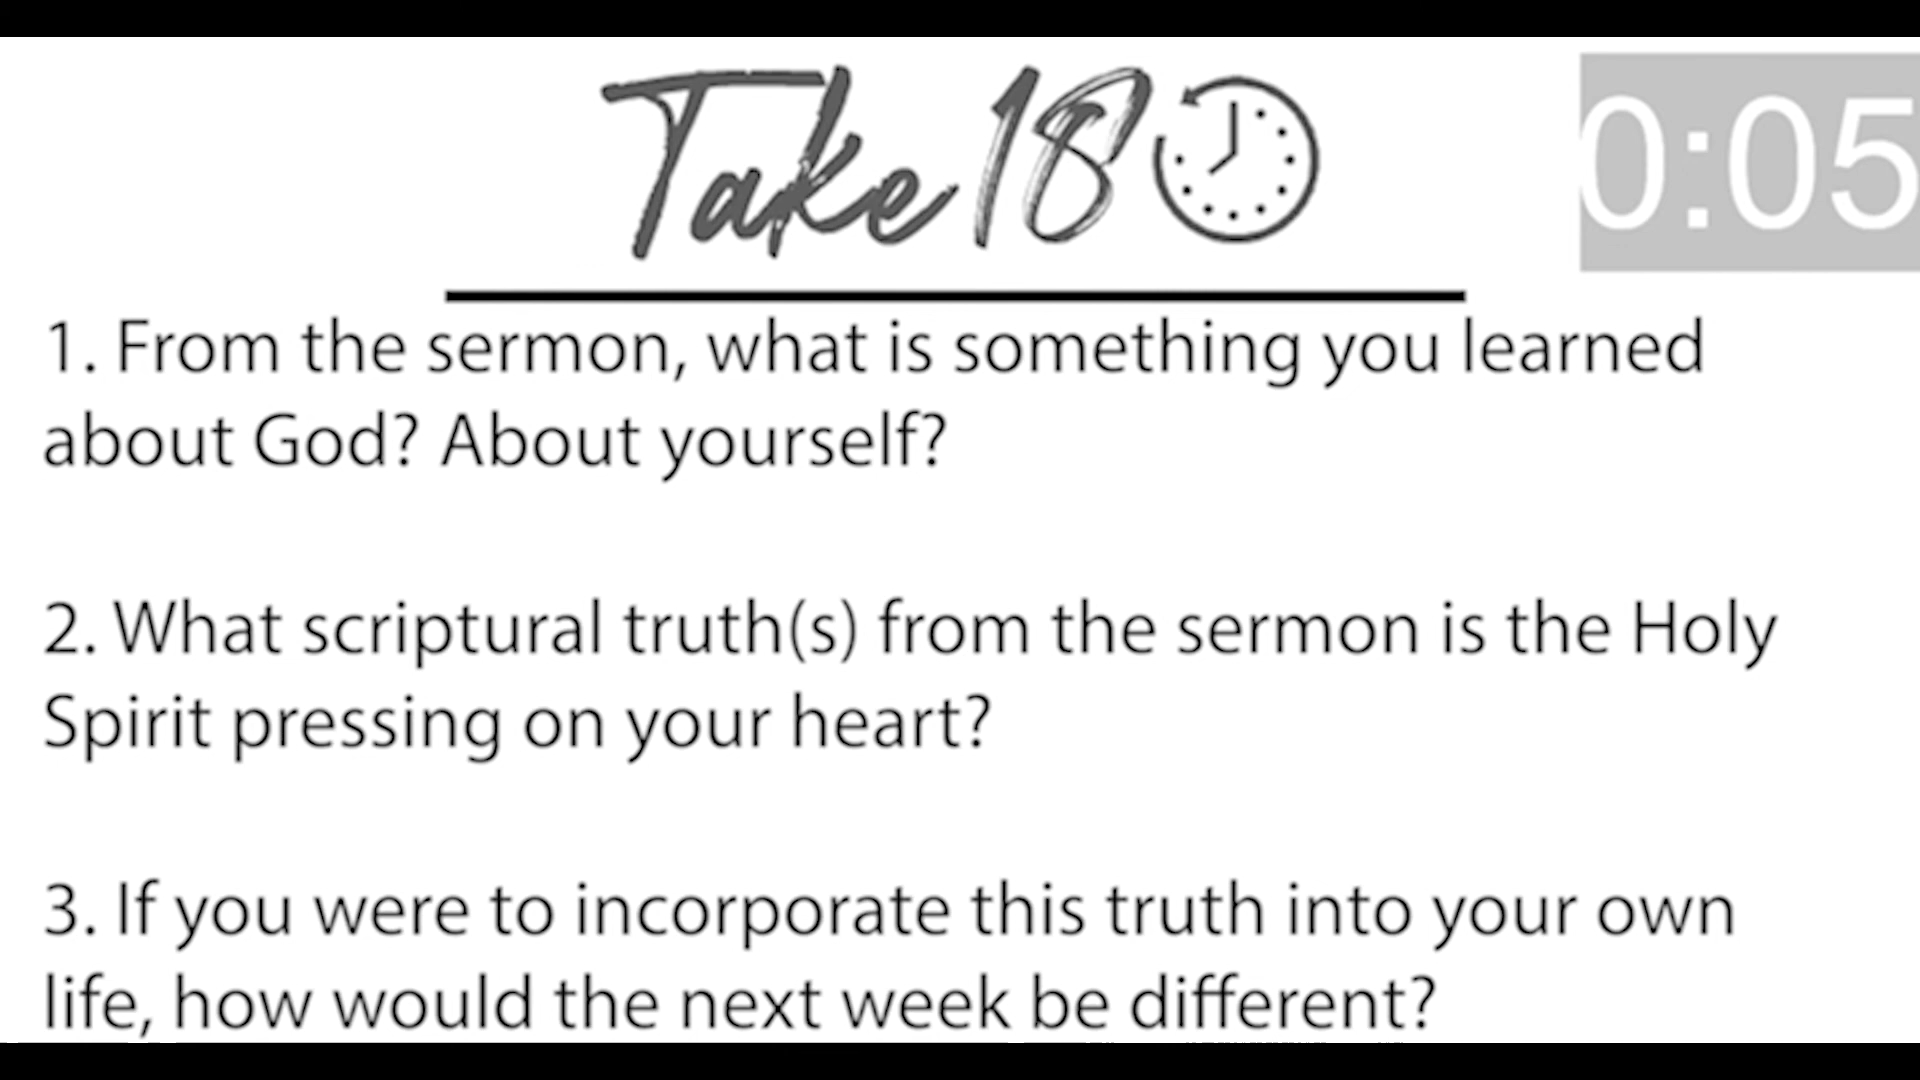 Take 18
0:05
1. From the sermon, what is something you learned
about God? About yourself?
2. What scriptural truth(s) from the sermon is the Holy
Spirit pressing on your heart?
3. If you were to incorporate this truth into your own
life, how would the next week be different?